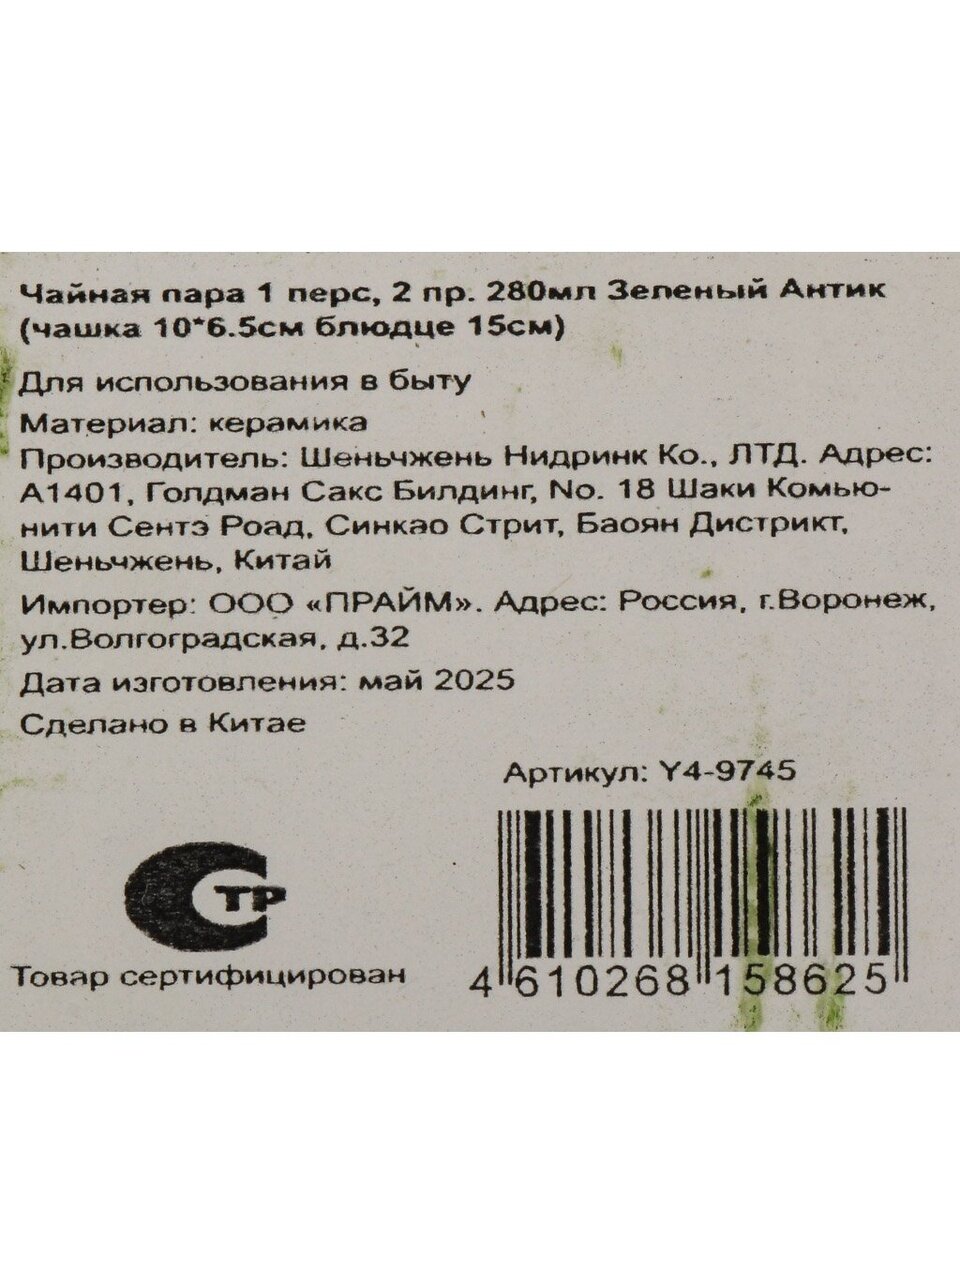 Чайная пара 1 перс, 2 пр. 280мл Зеленый Антик
(чашка 10*6.5см блюдце 15см)
Для использования в быту
Материал: керамика
Производитель: Шеньчжень Нидринк Ко., ЛТД. Адрес:
А1401, Голдман Сакс Билдинг, No. 18 Шаки Комью-
нити Сентэ Роад, Синкао Стрит, Баоян Дистрикт,
Шеньчжень, Китай
Импортер: ООО «ПРАЙМ». Адрес: Россия, г.Воронеж,
ул.Волгоградская, д.32
Дата изготовления: май 2025
Сделано в Китае
Артикул: Y4-9745
СТР
Товар сертифицирован
4 610268 158625